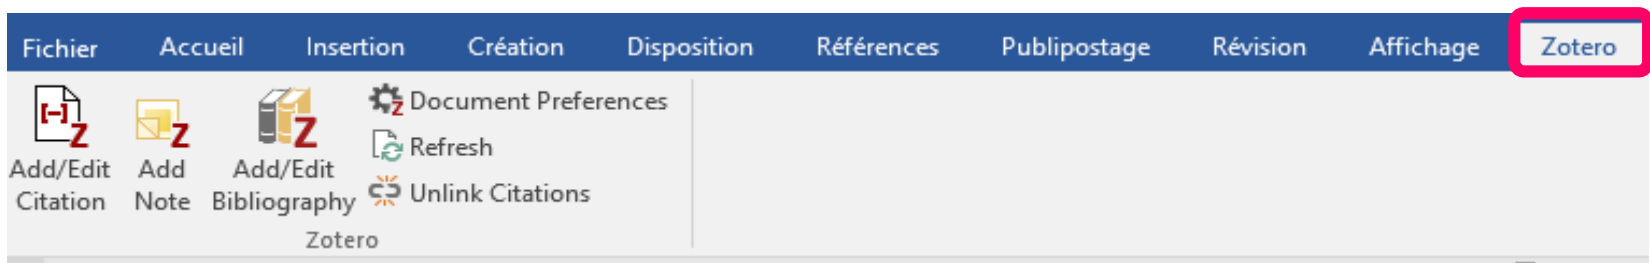 Fichier Accueil Insertion Création Disposition Références Publipostage Révision Affichage Zotero
[–] Z Z Z Z Document Preferences
Refresh
Add/Edit Add Add/Edit
Unlink Citations
Citation Note Bibliography
Zotero